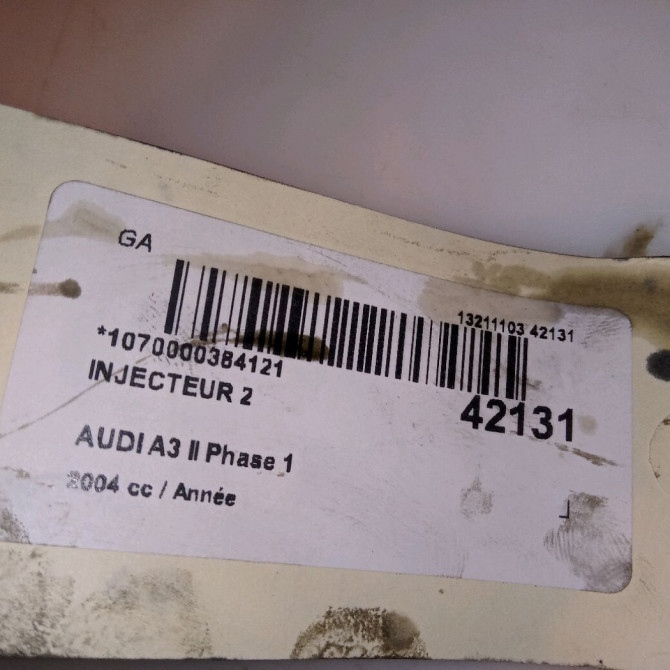 GA
13211103 42131
*1070000384121
INJECTEUR 2
42131
AUDI A3 II Phase 1
2004 cc / Année